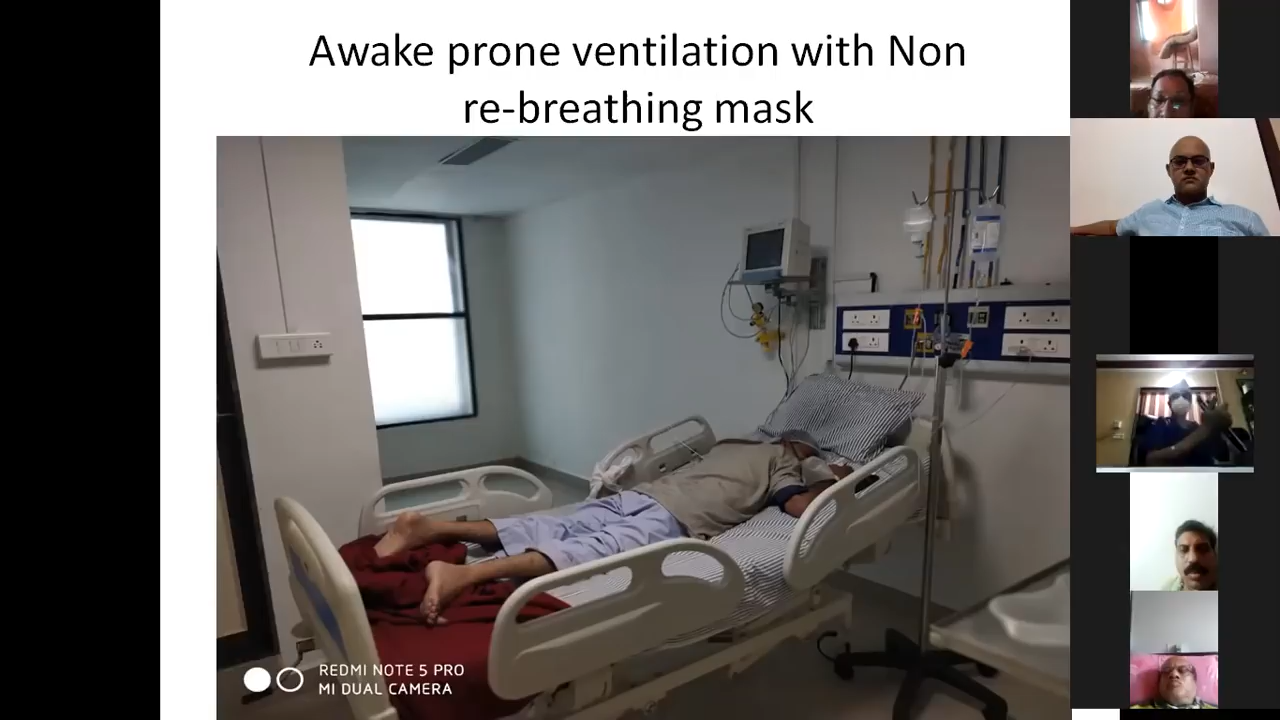 Awake prone ventilation with Non
re-breathing mask
REDMI NOTE 5 PRO
MI DUAL CAMERA